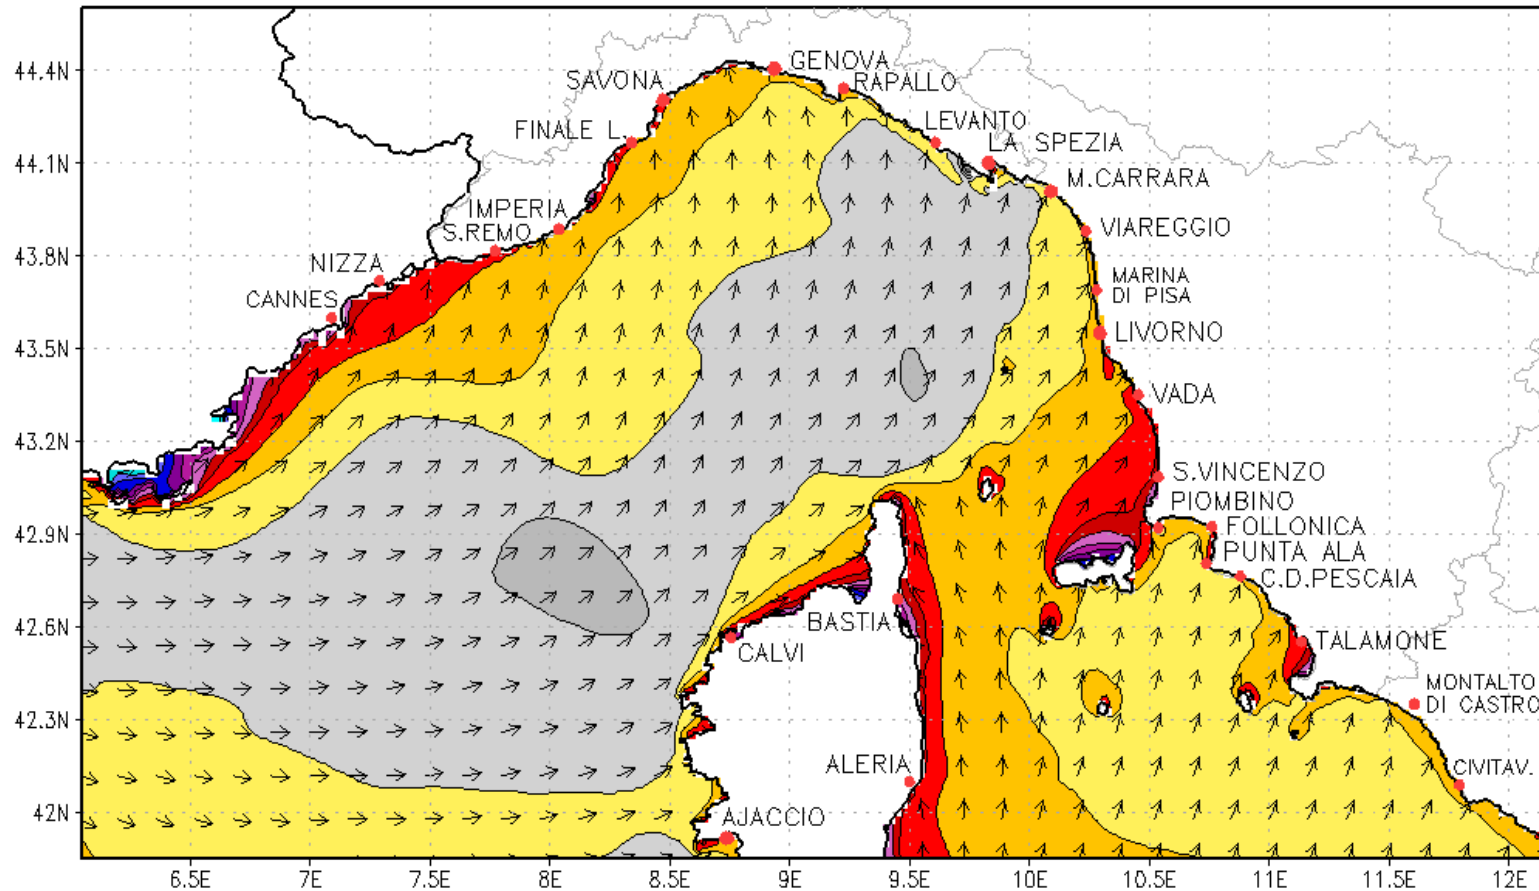 44.4N
GENOVA
SAVONA
RAPALLO
FINALE L.
LEVANTO
LA SPEZIA
44.1N
M.CARRARA
IMPERIA
S.REMO
VIAREGGIO
43.8N
NIZZA
MARINA
DI PISA
CANNES
LIVORNO
43.5N
VADA
43.2N
S.VINCENZO
PIOMBINO
42.9N
FOLLONICA
PUNTA ALA
C.D.PESCAIA
42.6N
BASTIA
TALAMONE
CALVI
MONTALTO
DI CASTRO
42.3N
ALERIA
CIVITAV.
42N
AJACCIO
6.5E
7E
7.5E
8E
8.5E
9E
9.5E
10E
10.5E
11E
11.5E
12E